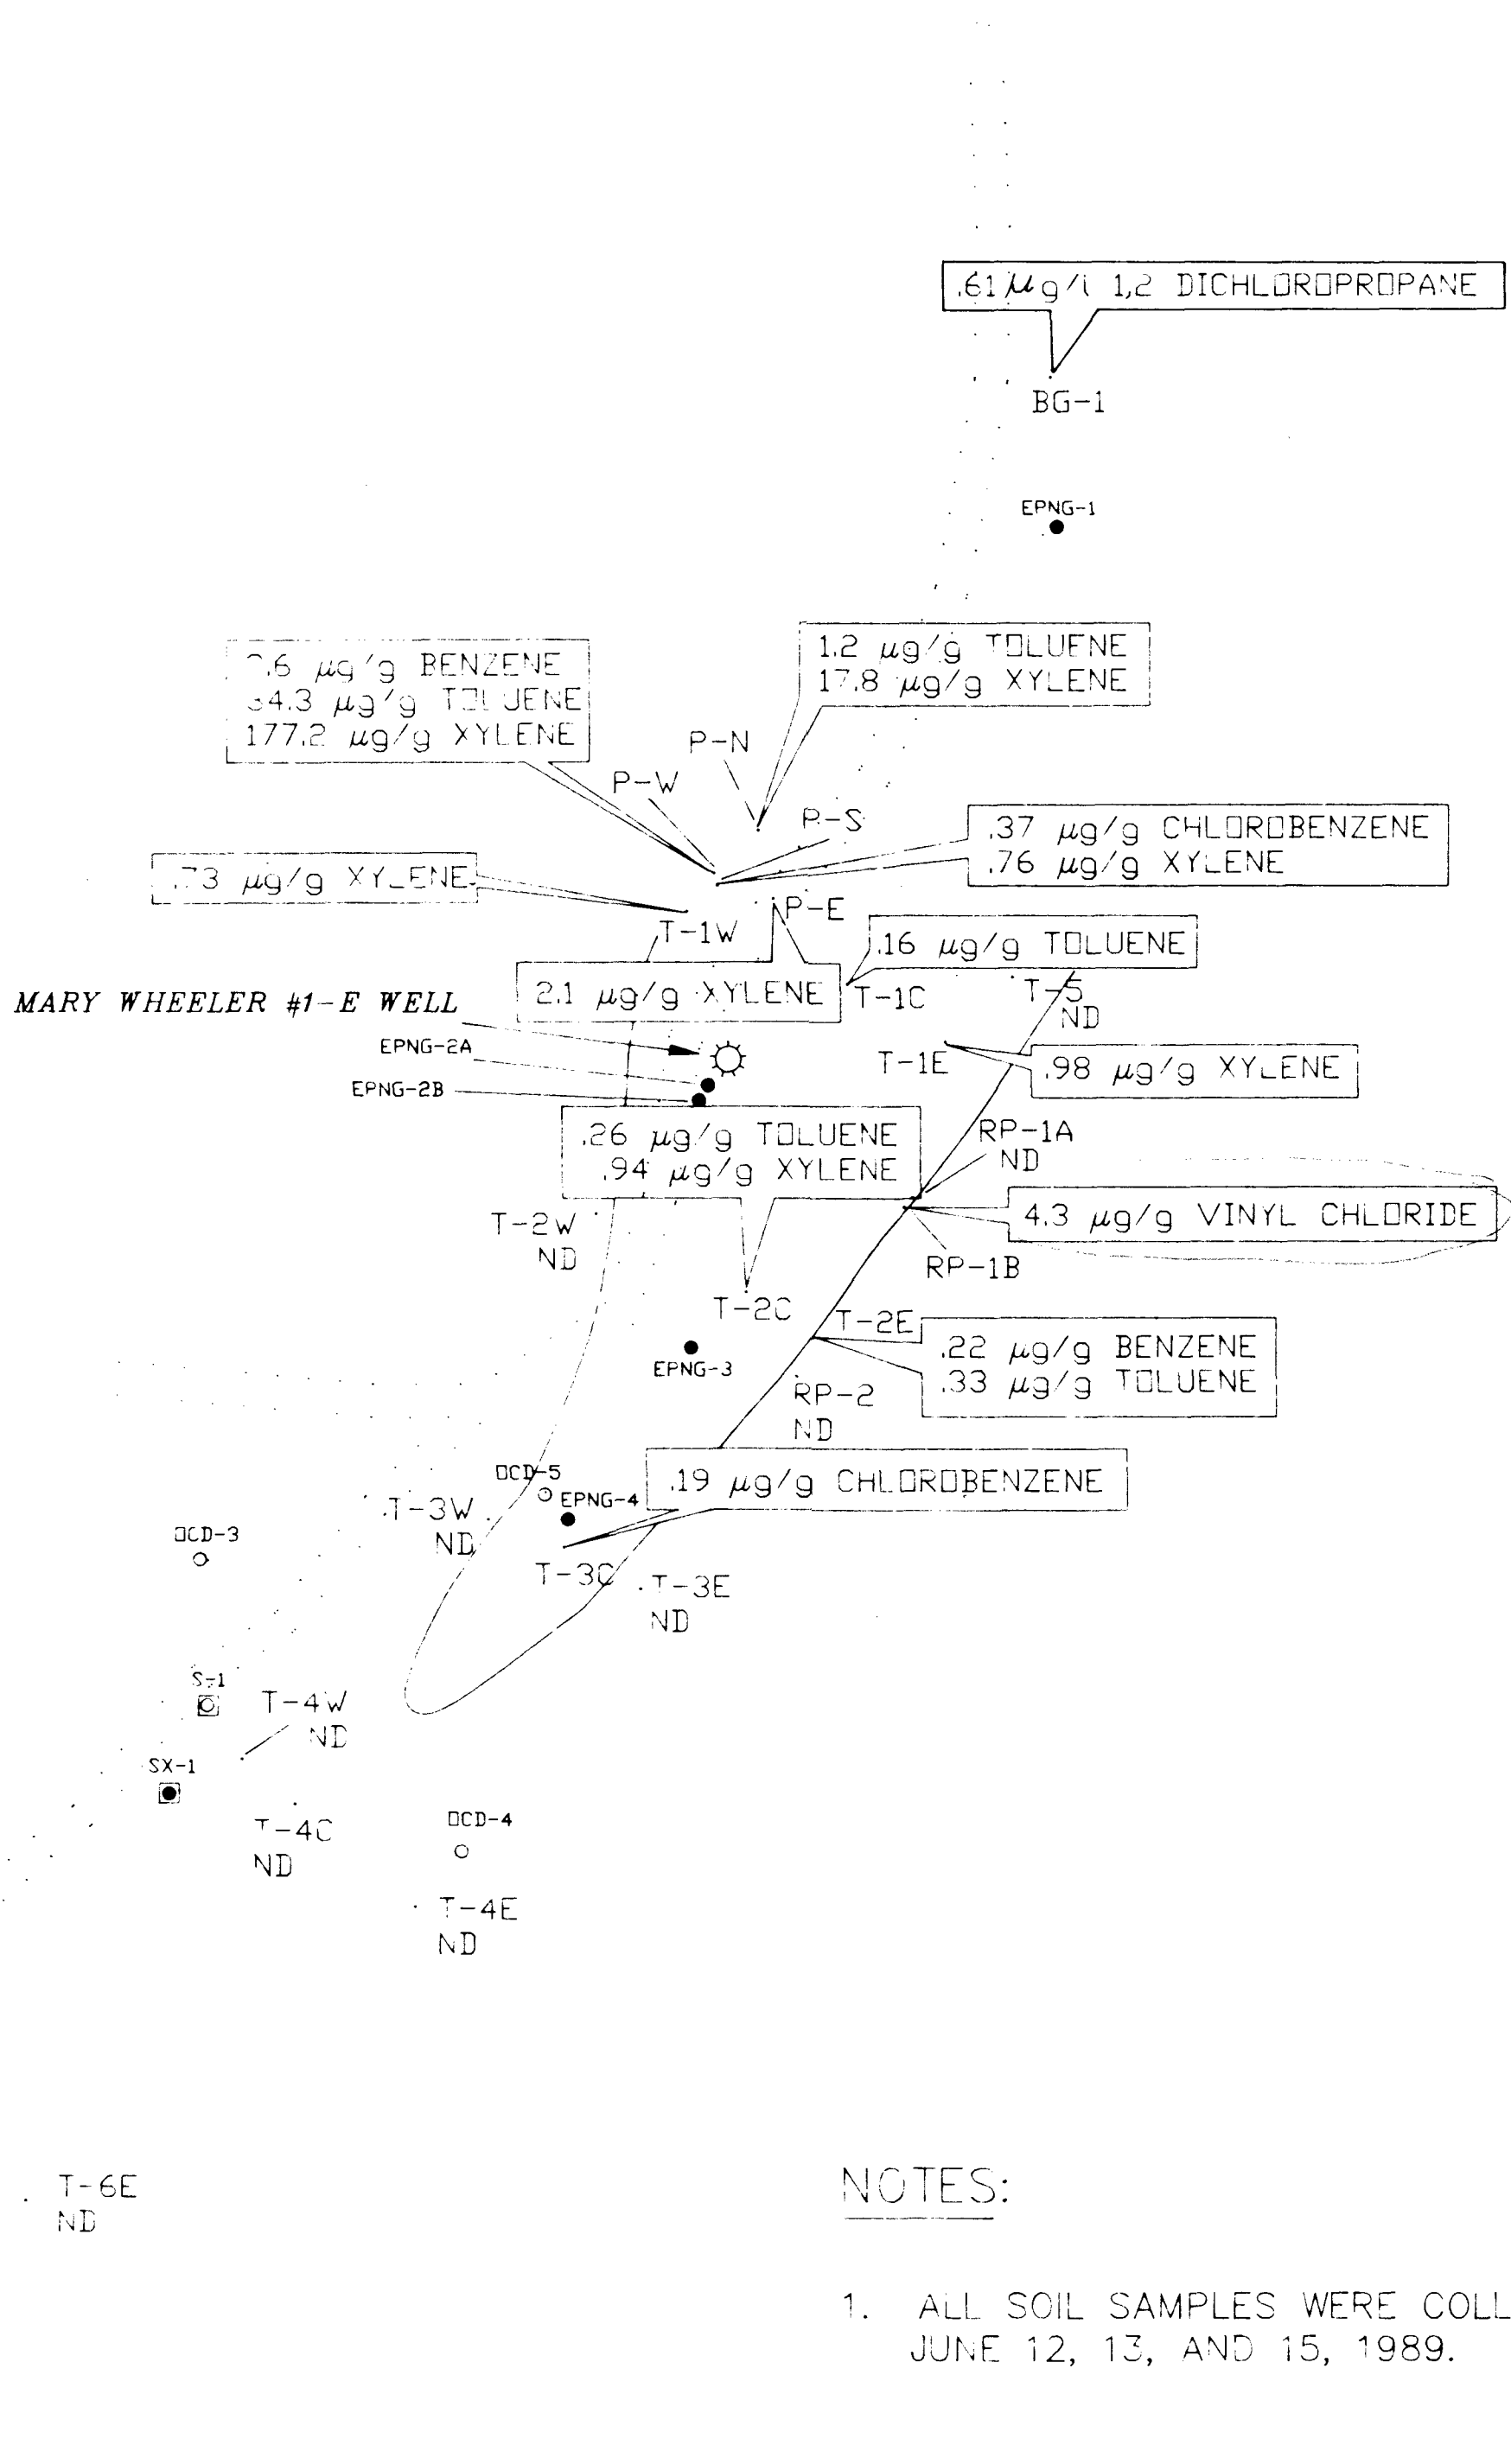 .61 μg/l 1,2 DICHLOROPROPANE
BG-1
EPNG-1
.6 μg/g BENZENE
4.3 μg/g TOLUENE
177.2 μg/g XYLENE
1.2 μg/g TOLUENE
17.8 μg/g XYLENE
P-N
P-W
P-S
.37 μg/g CHLOROBENZENE
.76 μg/g XYLENE
.73 μg/g XYLENE
P-E
T-1W
.16 μg/g TOLUENE
2.1 μg/g XYLENE
T-1C
T-5
ND
MARY WHEELER #1-E WELL
EPNG-2A
EPNG-2B
T-1E
.98 μg/g XYLENE
.26 μg/g TOLUENE
.94 μg/g XYLENE
RP-1A
ND
4.3 μg/g VINYL CHLORIDE
RP-1B
T-2W
ND
T-2C
T-2E
.22 μg/g BENZENE
.33 μg/g TOLUENE
EPNG-3
RP-2
ND
OCD-5
EPNG-4
.19 μg/g CHLOROBENZENE
T-3W
ND
OCD-3
T-3C
T-3E
ND
S-1
T-4W
ND
SX-1
T-4C
ND
OCD-4
T-4E
ND
T-6E
ND
NOTES:
1. ALL SOIL SAMPLES WERE COLL
JUNE 12, 13, AND 15, 1989.